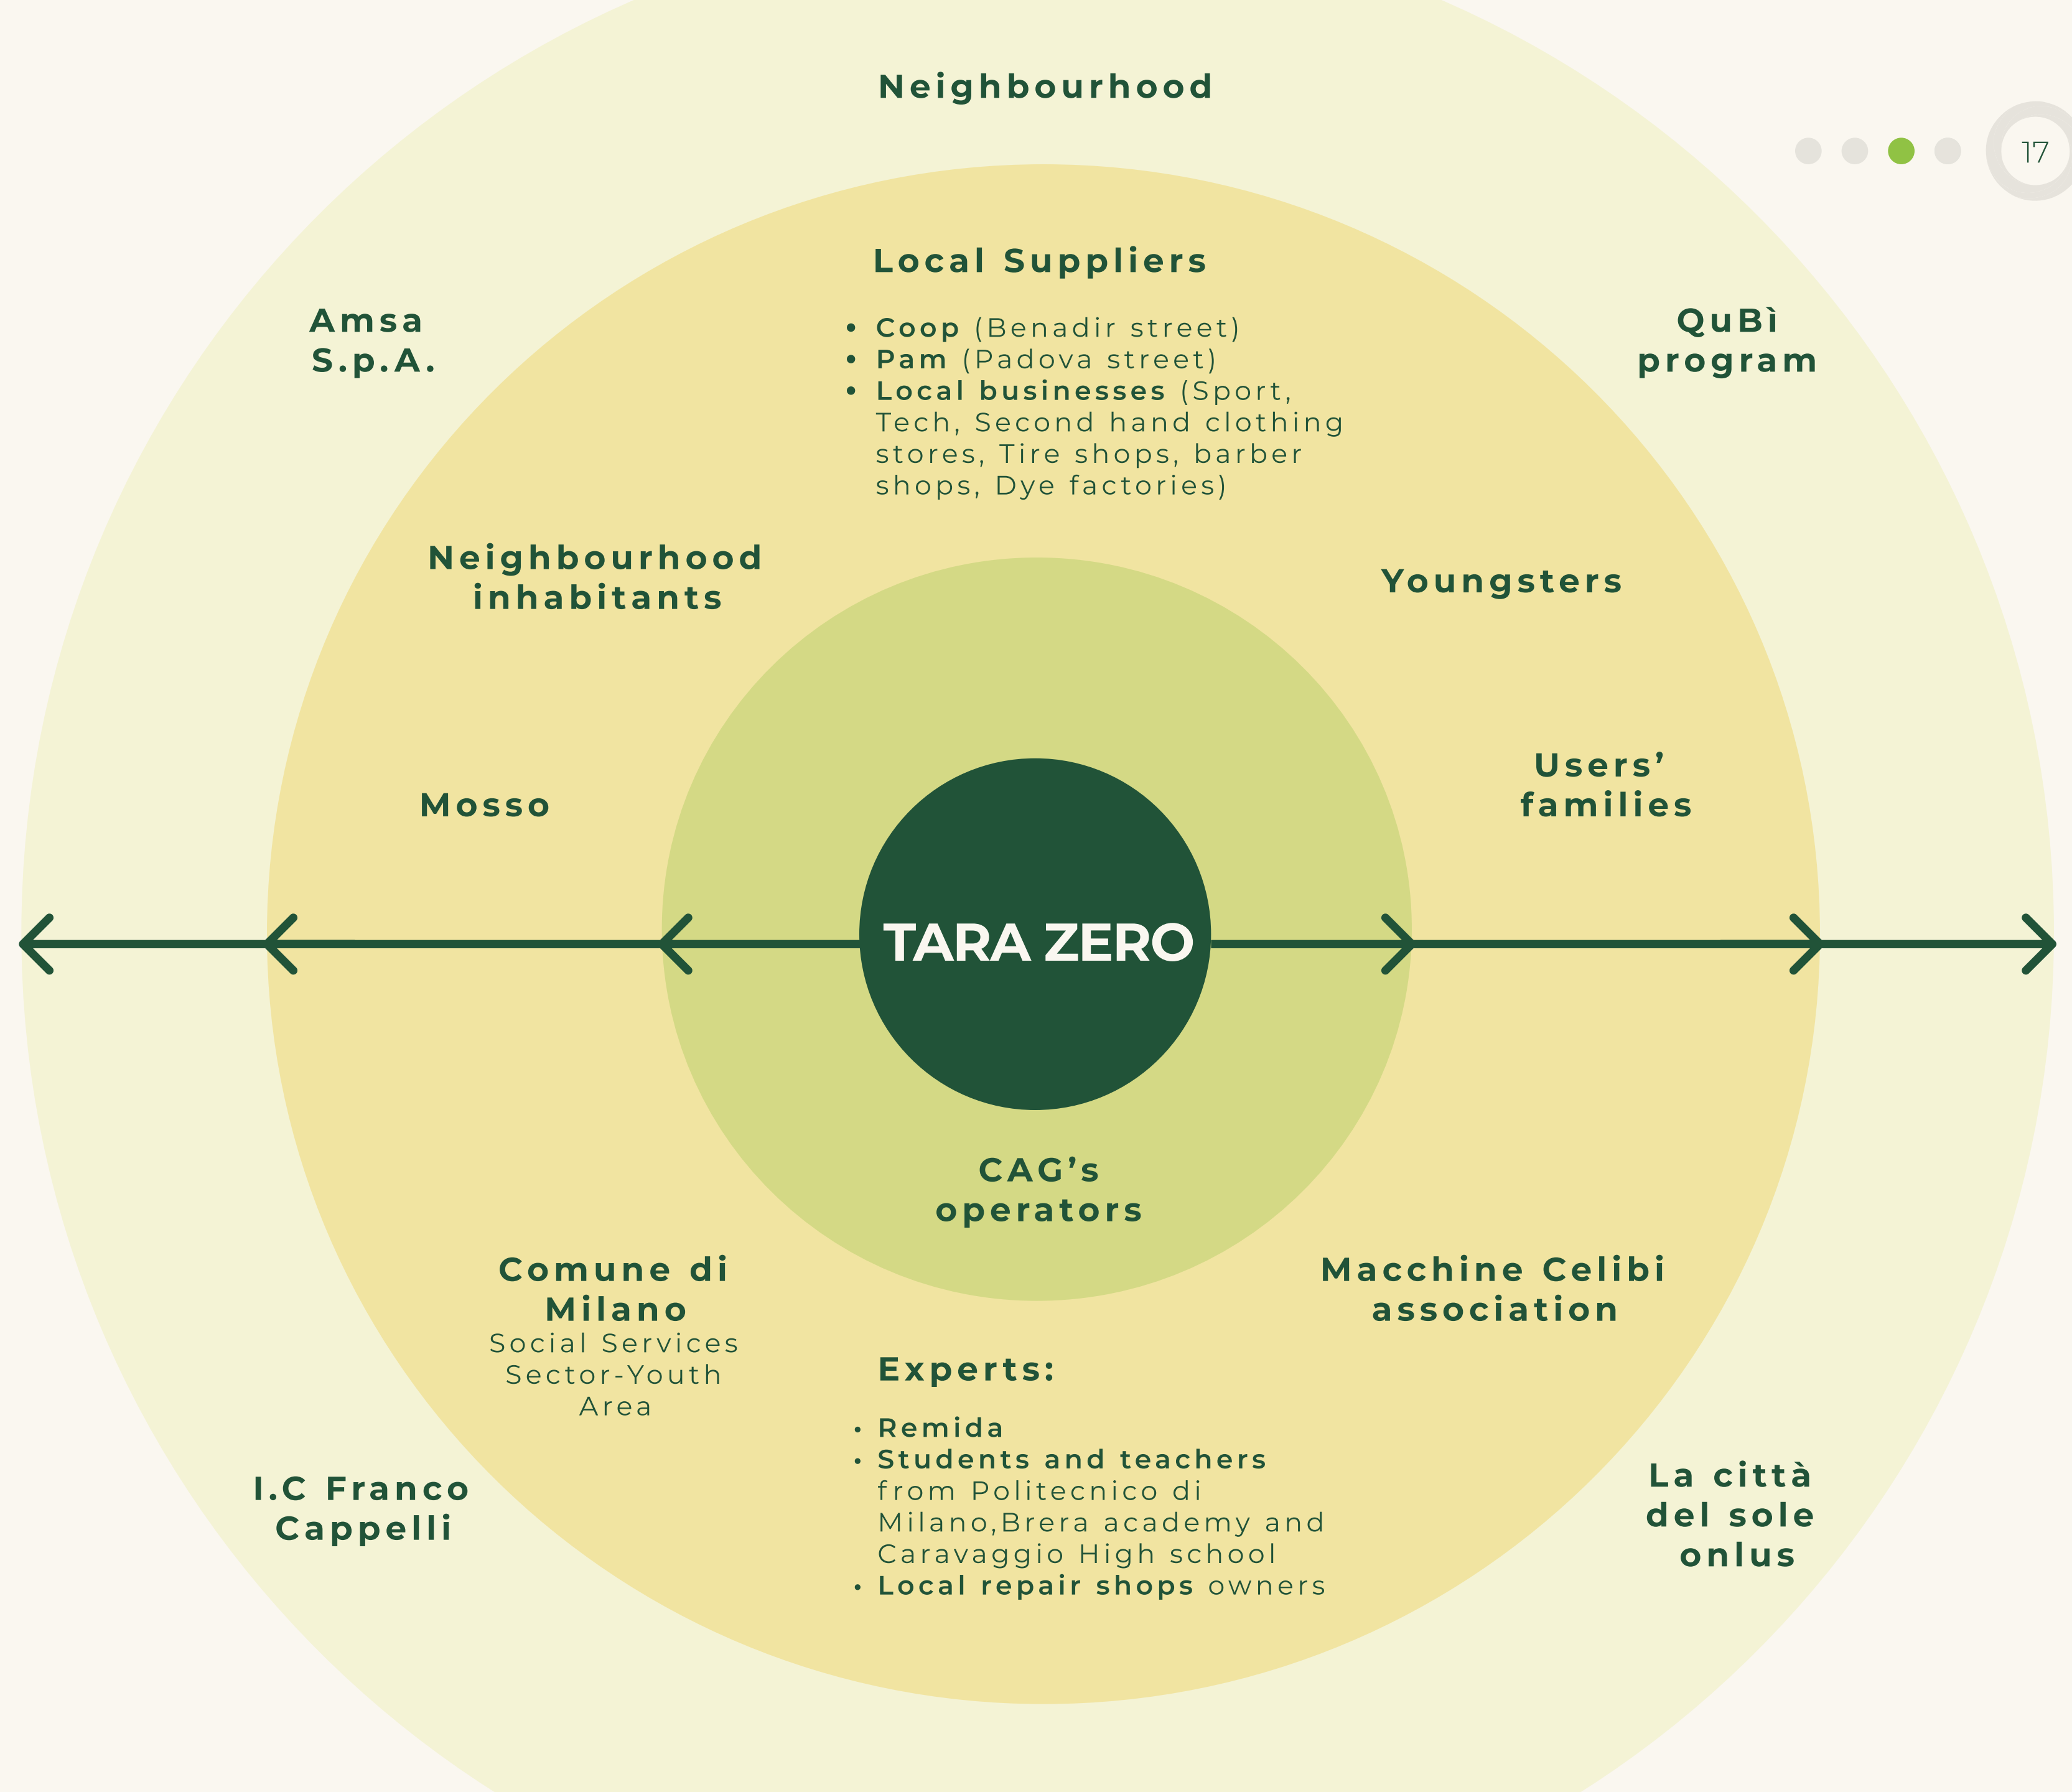 Neighbourhood
17
Local Suppliers
• Coop (Benadir street)
• Pam (Padova street)
• Local businesses (Sport,
Tech, Second hand clothing
stores, Tire shops, barber
shops, Dye factories)
Amsa
S.p.A.
QuBì
program
Neighbourhood
inhabitants
Youngsters
Mosso
Users’
families
TARA ZERO
CAG’s
operators
Comune di
Milano
Social Services
Sector-Youth
Area
Macchine Celibi
association
Experts:
• Remida
• Students and teachers
from Politecnico di
Milano,Brera academy and
Caravaggio High school
• Local repair shops owners
I.C Franco
Cappelli
La città
del sole
onlus